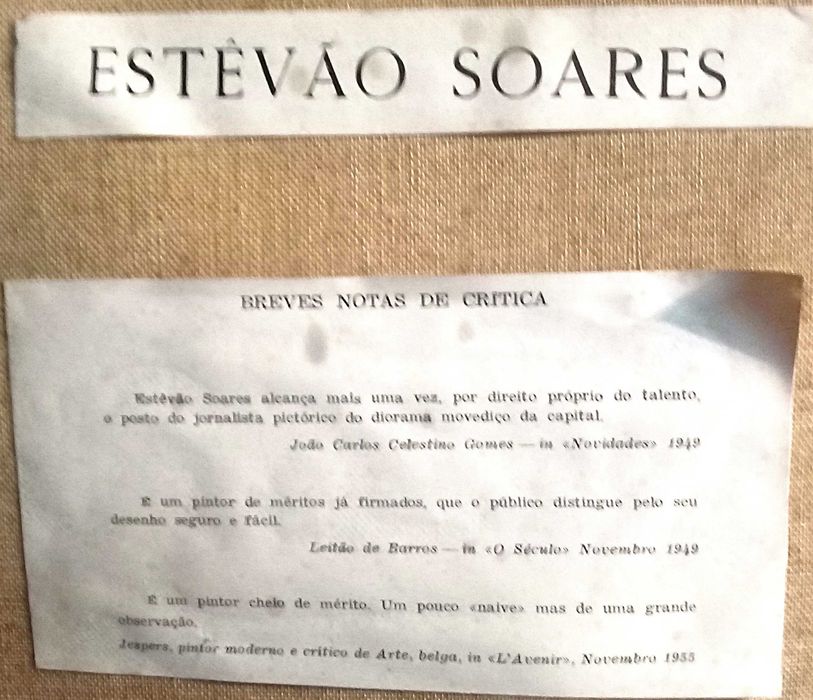 ESTÊVÃO SOARES
BREVES NOTAS DE CRÍTICA
Estêvão Soares alcança mais uma vez, por direito próprio do talento,
o posto do jornalista pictórico do diorama movediço da capital.
João Carlos Celestino Gomes — in «Novidades» 1949
É um pintor de méritos já firmados, que o público distingue pelo seu
desenho seguro e fácil.
Leitão de Barros — in «O Século» Novembro 1949
É um pintor cheio de mérito. Um pouco «naive» mas de uma grande
observação.
Jespers, pintor moderno e crítico de Arte, belga, in «L'Avenir», Novembro 1955